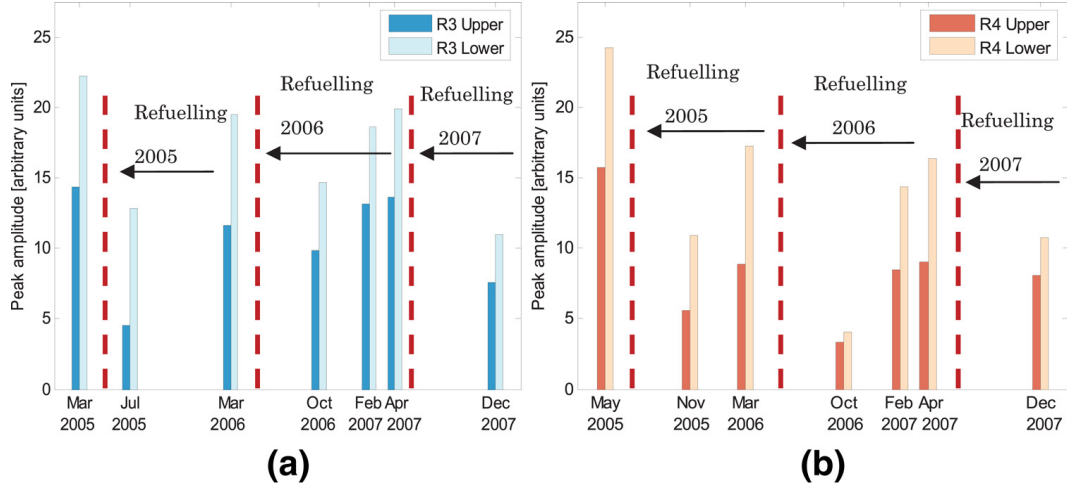 25
20
15
10
5
0
Peak amplitude [arbitrary units]
R3 Upper
R3 Lower
Refuelling
2005
Refuelling
2006
Refuelling
2007
Mar Jul Mar Oct Feb Apr Dec
2005 2005 2006 2006 2007 2007 2007
(a)
25
20
15
10
5
0
Peak amplitude [arbitrary units]
R4 Upper
R4 Lower
Refuelling
2005
Refuelling
2006
Refuelling
2007
May Nov Mar Oct Feb Apr Dec
2005 2005 2006 2006 2007 2007 2007
(b)